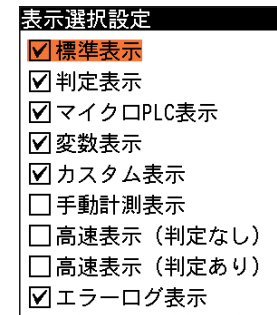 表示選択設定
標準表示
判定表示
マイクロPLC表示
変数表示
カスタム表示
手動計測表示
高速表示（判定なし）
高速表示（判定あり）
エラーログ表示